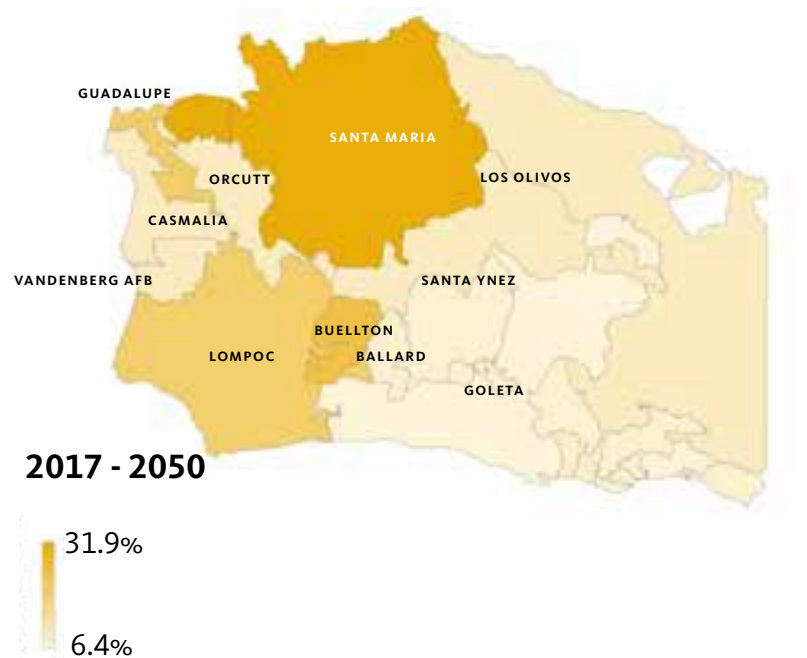 GUADALUPE
SANTA MARIA
ORCUTT
LOS OLIVOS
CASMALIA
VANDENBERG AFB
SANTA YNEZ
BUELLTON
LOMPOC
BALLARD
GOLETA
2017 - 2050
31.9%
6.4%